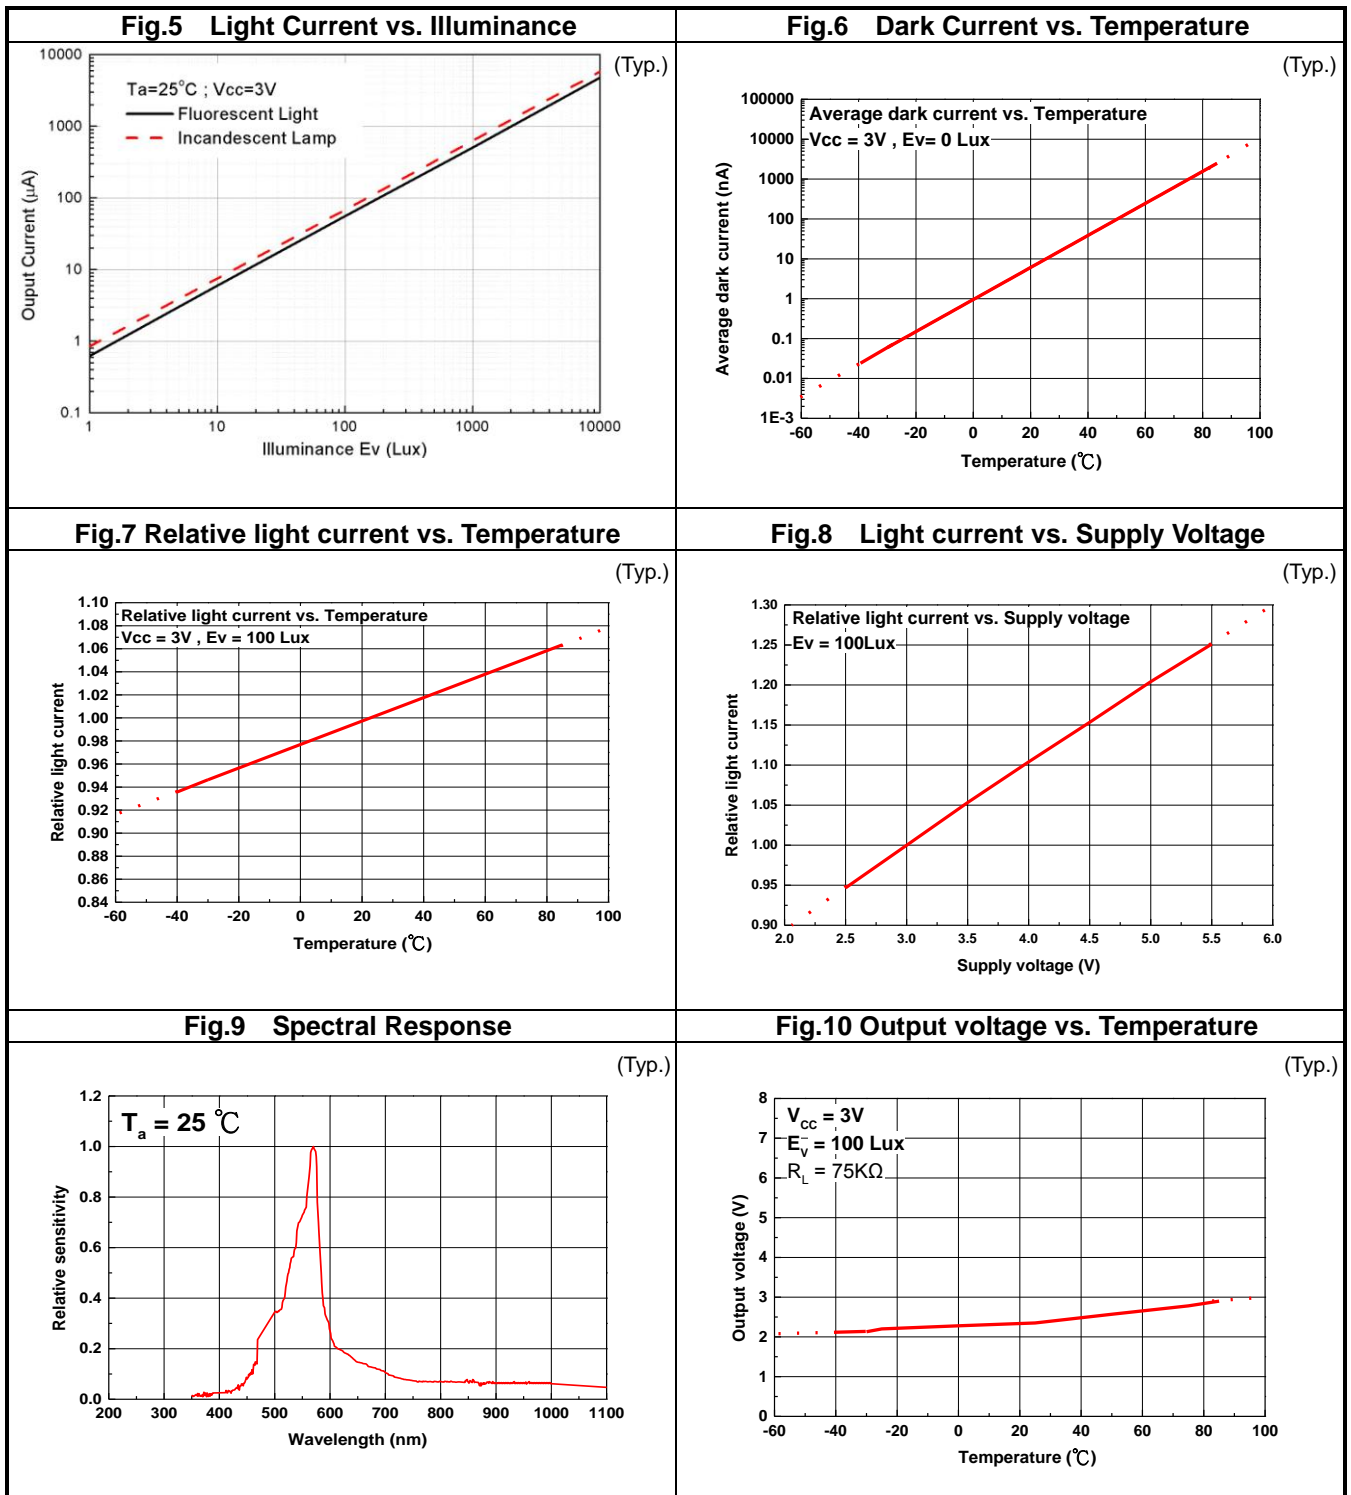 Fig.5 Light Current vs. Illuminance
(Typ.)
10000
1000
100
10
1
0.1
Ouput Current (µA)
Ta=25°C ; Vcc=3V
Fluorescent Light
Incandescent Lamp
1 10 100 1000 10000
Illuminance Ev (Lux)
Fig.6 Dark Current vs. Temperature
(Typ.)
100000
10000
1000
100
10
1
0.1
0.01
1E-3
Average dark current (nA)
Average dark current vs. Temperature
Vcc = 3V , Ev= 0 Lux
-60 -40 -20 0 20 40 60 80 100
Temperature (℃)
Fig.7 Relative light current vs. Temperature
(Typ.)
1.10
1.08
1.06
1.04
1.02
1.00
0.98
0.96
0.94
0.92
0.90
0.88
0.86
0.84
Relative light current
Relative light current vs. Temperature
Vcc = 3V , Ev = 100 Lux
-60 -40 -20 0 20 40 60 80 100
Temperature (℃)
Fig.8 Light current vs. Supply Voltage
(Typ.)
1.30
1.25
1.20
1.15
1.10
1.05
1.00
0.95
0.90
Relative light current
Relative light current vs. Supply voltage
Ev = 100Lux
2.0 2.5 3.0 3.5 4.0 4.5 5.0 5.5 6.0
Supply voltage (V)
Fig.9 Spectral Response
(Typ.)
1.2
1.0
0.8
0.6
0.4
0.2
0.0
Relative sensitivity
Ta = 25 ℃
200 300 400 500 600 700 800 900 1000 1100
Wavelength (nm)
Fig.10 Output voltage vs. Temperature
(Typ.)
8
7
6
5
4
3
2
1
0
Output voltage (V)
VCC = 3V
EV = 100 Lux
RL = 75KΩ
-60 -40 -20 0 20 40 60 80 100
Temperature (℃)